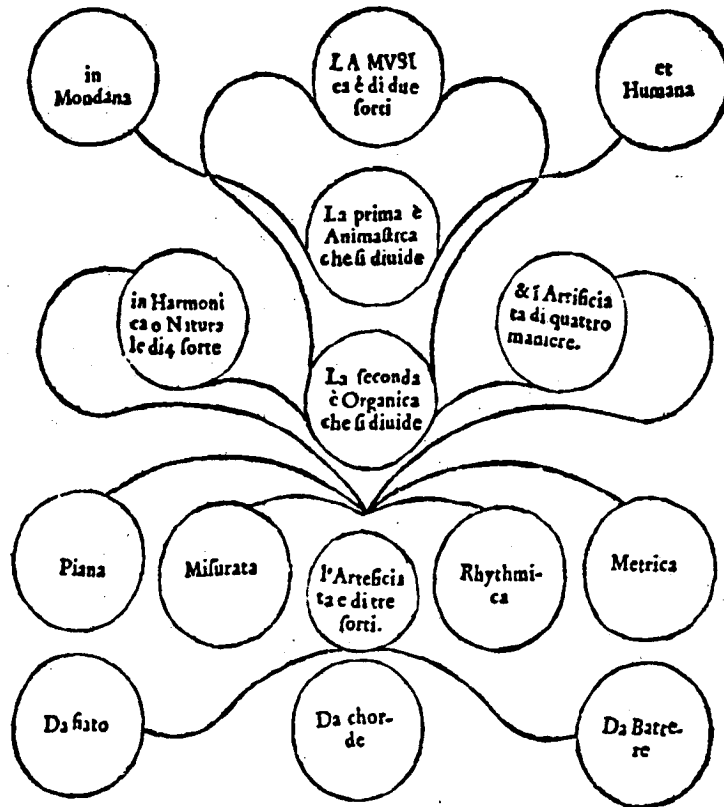 in
Mondana
LA MVSI
ca è di due
ſorti
et
Humana
La prima è
Animaſtica
che ſi diuide
in Harmoni
ca o Natura
le di 4 ſorte
& ĩ Artificia
ta di quattro
maniere.
La ſeconda
è Organica
che ſi diuide
Piana
Miſurata
l'Arteficia
ta e di tre
ſorti.
Rhythmi-
ca
Metrica
Da fiato
Da chor-
de
Da Batte-
re